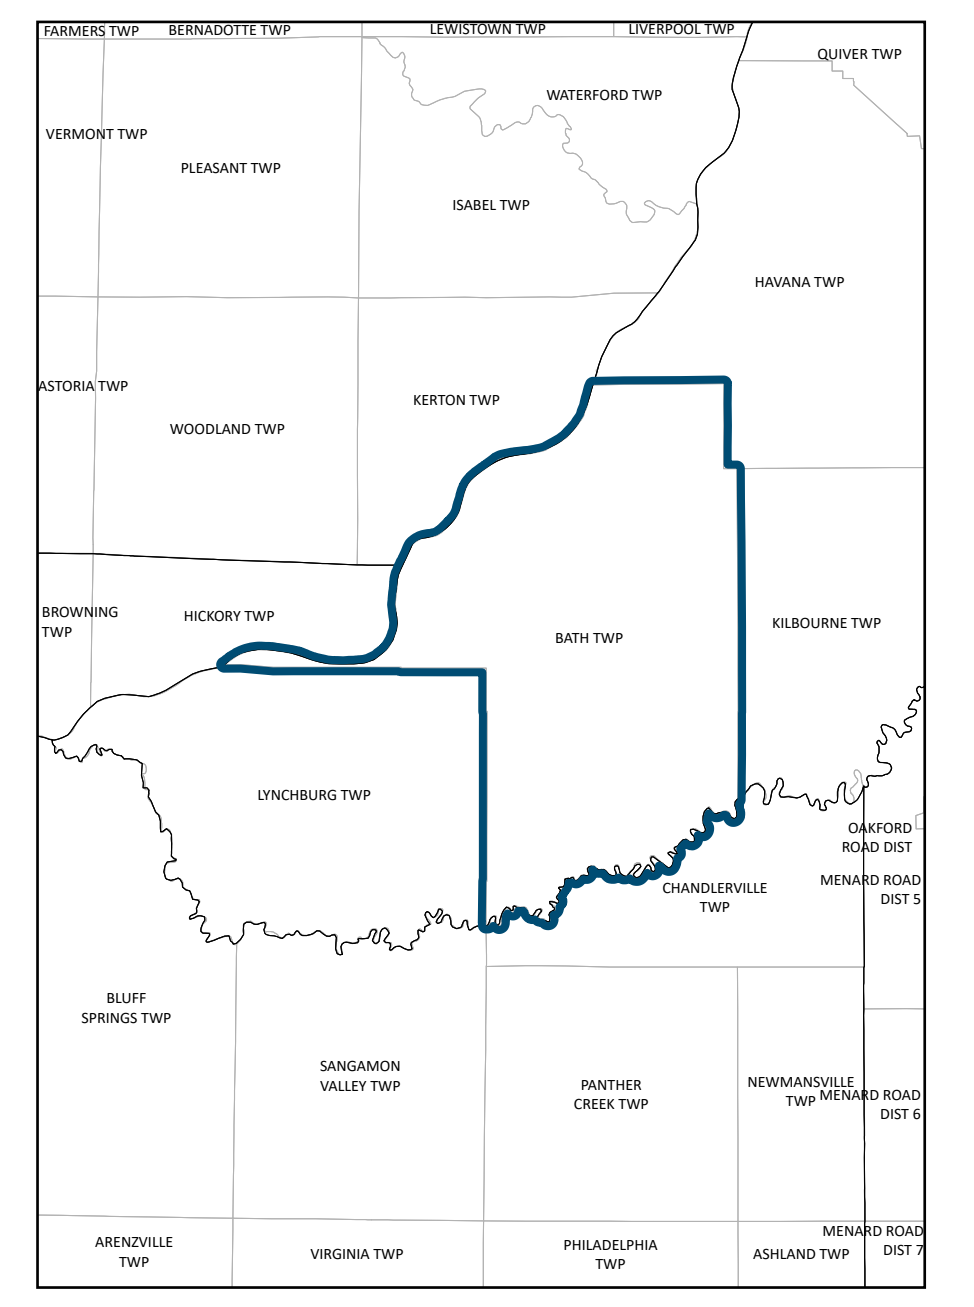 FARMERS TWP
BERNADOTTE TWP
LEWISTOWN TWP
LIVERPOOL TWP
QUIVER TWP
WATERFORD TWP
VERMONT TWP
PLEASANT TWP
ISABEL TWP
HAVANA TWP
ASTORIA TWP
KERTON TWP
WOODLAND TWP
BROWNING
TWP
HICKORY TWP
BATH TWP
KILBOURNE TWP
LYNCHBURG TWP
OAKFORD
ROAD DIST
MENARD ROAD
DIST 5
CHANDLERVILLE
TWP
BLUFF
SPRINGS TWP
SANGAMON
VALLEY TWP
PANTHER
CREEK TWP
NEWMANSVILLE
TWP
MENARD ROAD
DIST 6
ARENZVILLE
TWP
VIRGINIA TWP
PHILADELPHIA
TWP
ASHLAND TWP
MENARD ROAD
DIST 7